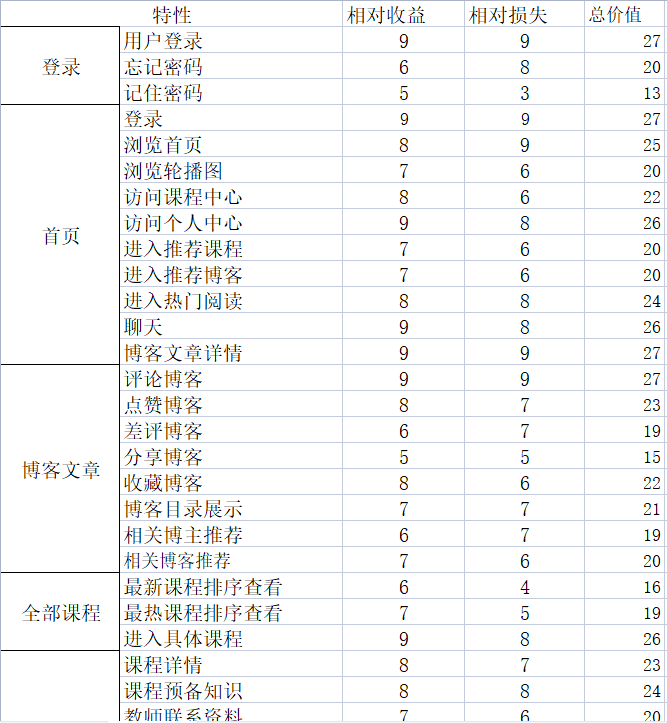 特性 相对收益 相对损失 总价值
登录 用户登录 9 9 27
忘记密码 6 8 20
记住密码 5 3 13
首页 登录 9 9 27
浏览首页 8 9 25
浏览轮播图 7 6 20
访问课程中心 8 6 22
访问个人中心 9 8 26
进入推荐课程 7 6 20
进入推荐博客 7 6 20
进入热门阅读 8 8 24
聊天 9 8 26
博客文章详情 9 9 27
博客文章 评论博客 9 9 27
点赞博客 8 7 23
差评博客 6 7 19
分享博客 5 5 15
收藏博客 8 6 22
博客目录展示 7 7 21
相关博主推荐 6 7 19
相关博客推荐 7 6 20
全部课程 最新课程排序查看 6 4 16
最热课程排序查看 7 5 19
进入具体课程 9 8 26
课程详情 8 7 23
课程预备知识 8 8 24
教师联系资料 7 6 20